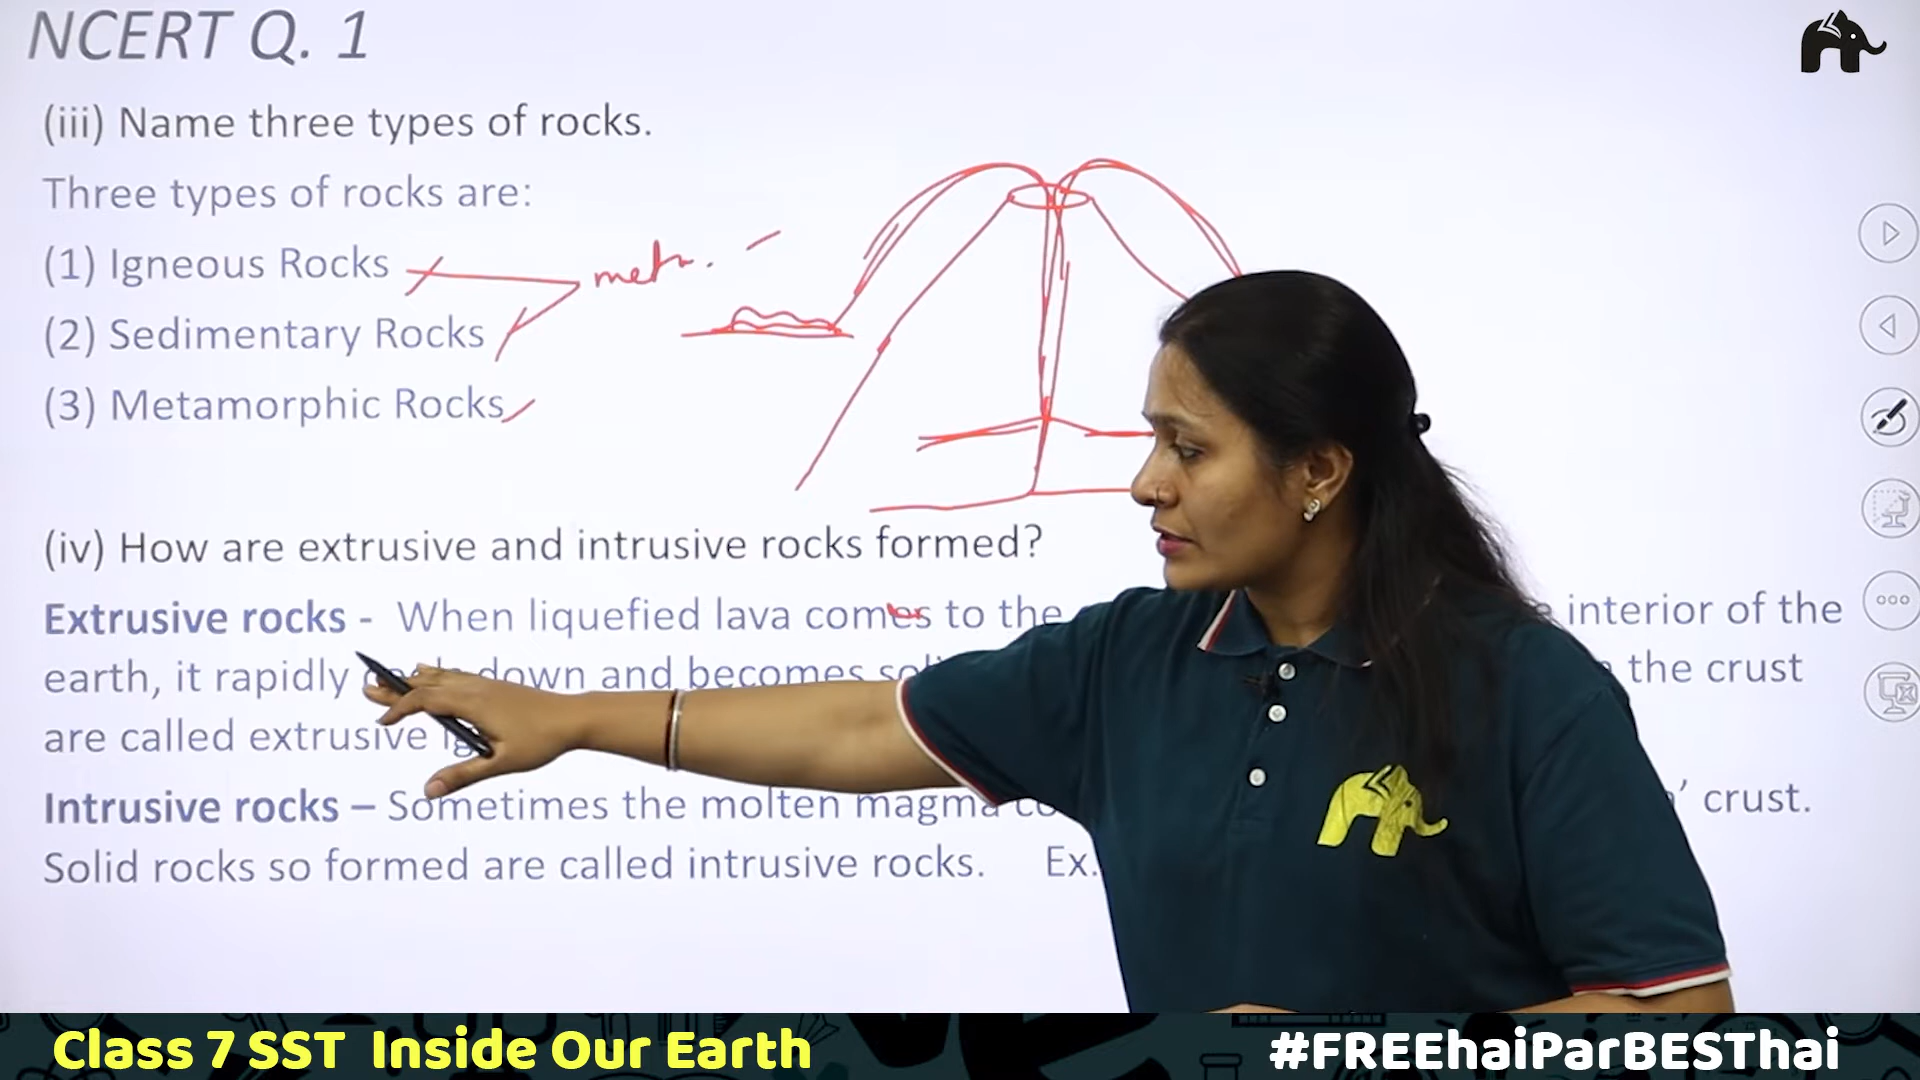 NCERT Q. 1
(iii) Name three types of rocks.
Three types of rocks are:
(1) Igneous Rocks
meta.
(2) Sedimentary Rocks
(3) Metamorphic Rocks
(iv) How are extrusive and intrusive rocks formed?
Extrusive rocks - When liquefied lava comes to the interior of the
earth, it rapidly down and becomes the crust
are called extrusive
Intrusive rocks – Sometimes the molten magma crust.
Solid rocks so formed are called intrusive rocks. Ex.
Class 7 SST Inside Our Earth
#FREEhaiParBESThai